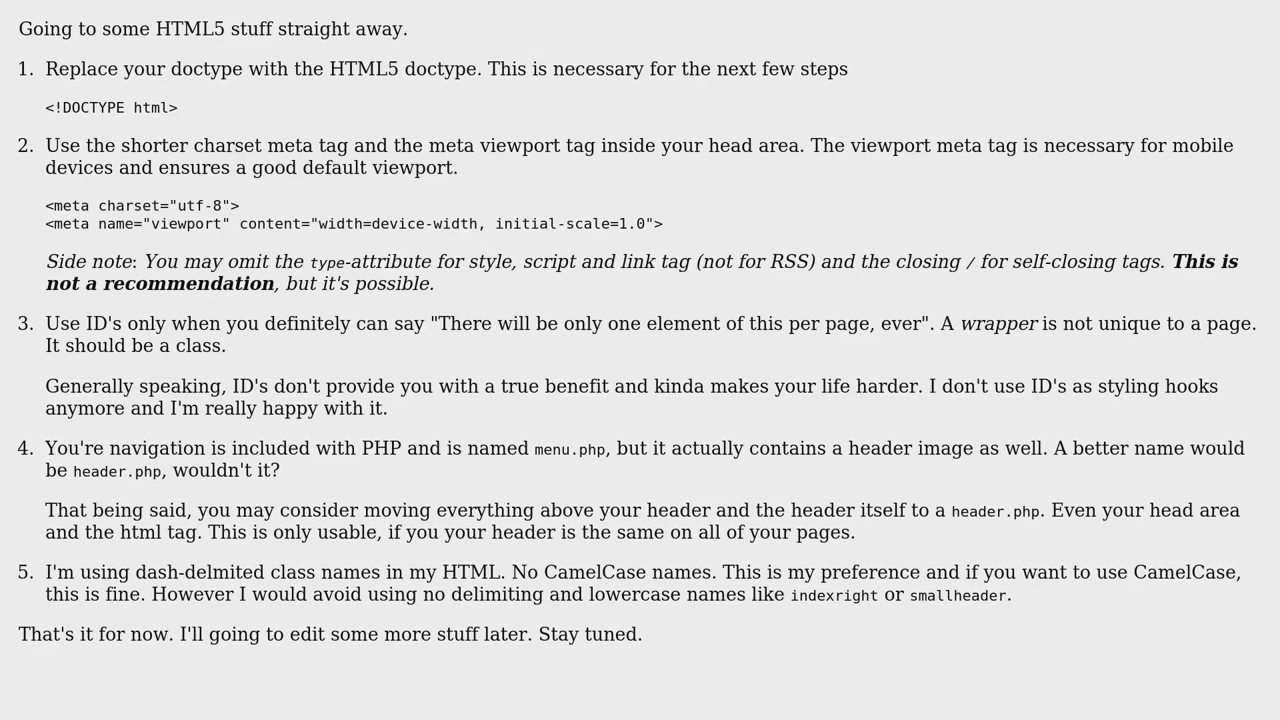 Going to some HTML5 stuff straight away.
1. Replace your doctype with the HTML5 doctype. This is necessary for the next few steps
<!DOCTYPE html>
2. Use the shorter charset meta tag and the meta viewport tag inside your head area. The viewport meta tag is necessary for mobile
devices and ensures a good default viewport.
<meta charset="utf-8">
<meta name="viewport" content="width=device-width, initial-scale=1.0">
Side note: You may omit the type-attribute for style, script and link tag (not for RSS) and the closing / for self-closing tags. This is
not a recommendation, but it's possible.
3. Use ID's only when you definitely can say "There will be only one element of this per page, ever". A wrapper is not unique to a page.
It should be a class.
Generally speaking, ID's don't provide you with a true benefit and kinda makes your life harder. I don't use ID's as styling hooks
anymore and I'm really happy with it.
4. You're navigation is included with PHP and is named menu.php, but it actually contains a header image as well. A better name would
be header.php, wouldn't it?
That being said, you may consider moving everything above your header and the header itself to a header.php. Even your head area
and the html tag. This is only usable, if you your header is the same on all of your pages.
5. I'm using dash-delmited class names in my HTML. No CamelCase names. This is my preference and if you want to use CamelCase,
this is fine. However I would avoid using no delimiting and lowercase names like indexright or smallheader.
That's it for now. I'll going to edit some more stuff later. Stay tuned.